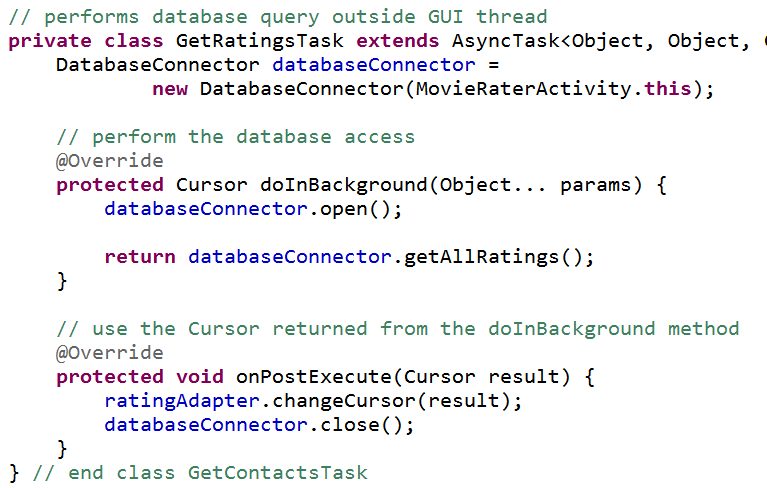 // performs database query outside GUI thread
private class GetRatingsTask extends AsyncTask<Object, Object,
DatabaseConnector databaseConnector =
new DatabaseConnector(MovieRaterActivity.this);
// perform the database access
@Override
protected Cursor doInBackground(Object... params) {
databaseConnector.open();
return databaseConnector.getAllRatings();
}
// use the Cursor returned from the doInBackground method
@Override
protected void onPostExecute(Cursor result) {
ratingAdapter.changeCursor(result);
databaseConnector.close();
}
} // end class GetContactsTask